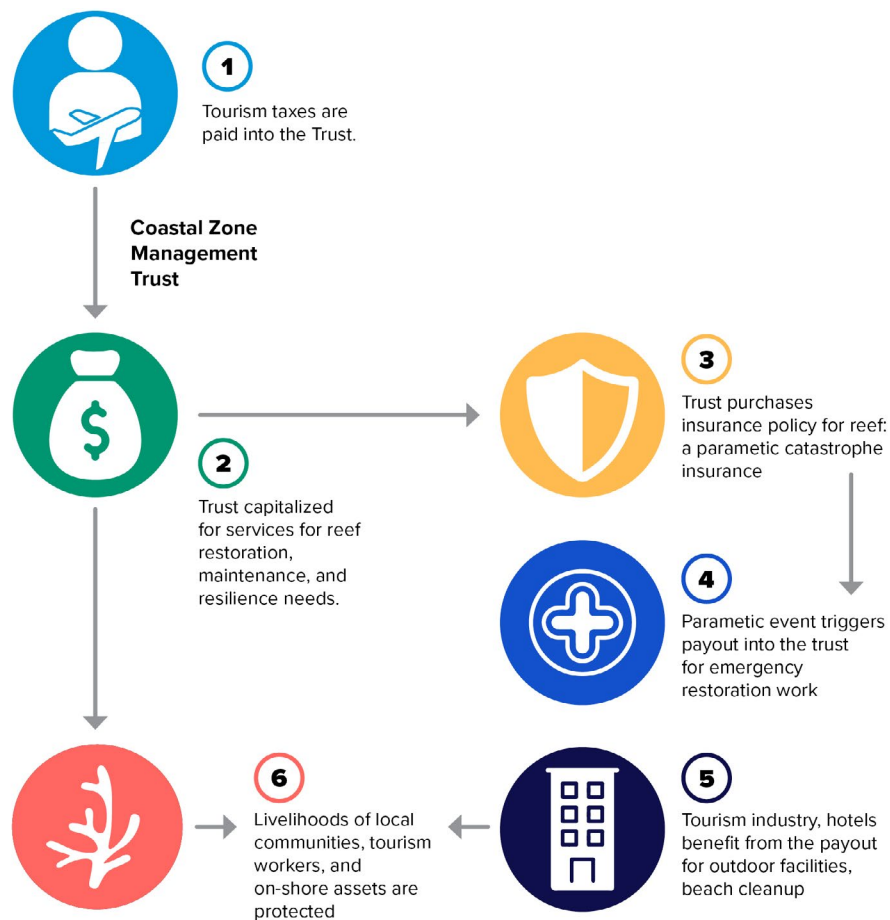 1
Tourism taxes are
paid into the Trust.
Coastal Zone
Management
Trust
$
2
Trust capitalized
for services for reef
restoration,
maintenance, and
resilience needs.
3
Trust purchases
insurance policy for reef:
a parametic catastrophe
insurance
4
Parametic event triggers
payout into the trust
for emergency
restoration work
5
Tourism industry, hotels
benefit from the payout
for outdoor facilities,
beach cleanup
6
Livelihoods of local
communities, tourism
workers, and
on-shore assets are
protected